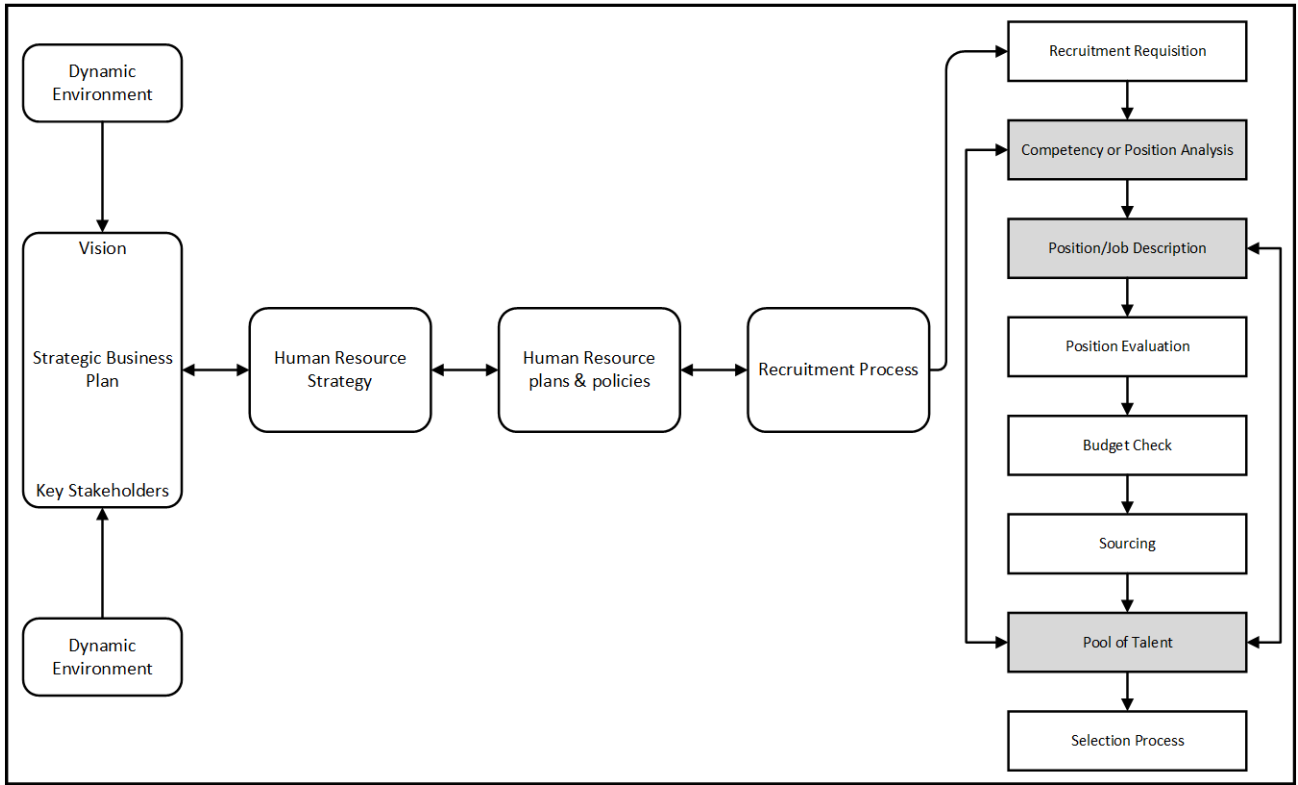 Dynamic
Environment
Vision
Strategic Business
Plan
Key Stakeholders
Dynamic
Environment
Human Resource
Strategy
Human Resource
plans & policies
Recruitment Process
Recruitment Requisition
Competency or Position Analysis
Position/Job Description
Position Evaluation
Budget Check
Sourcing
Pool of Talent
Selection Process